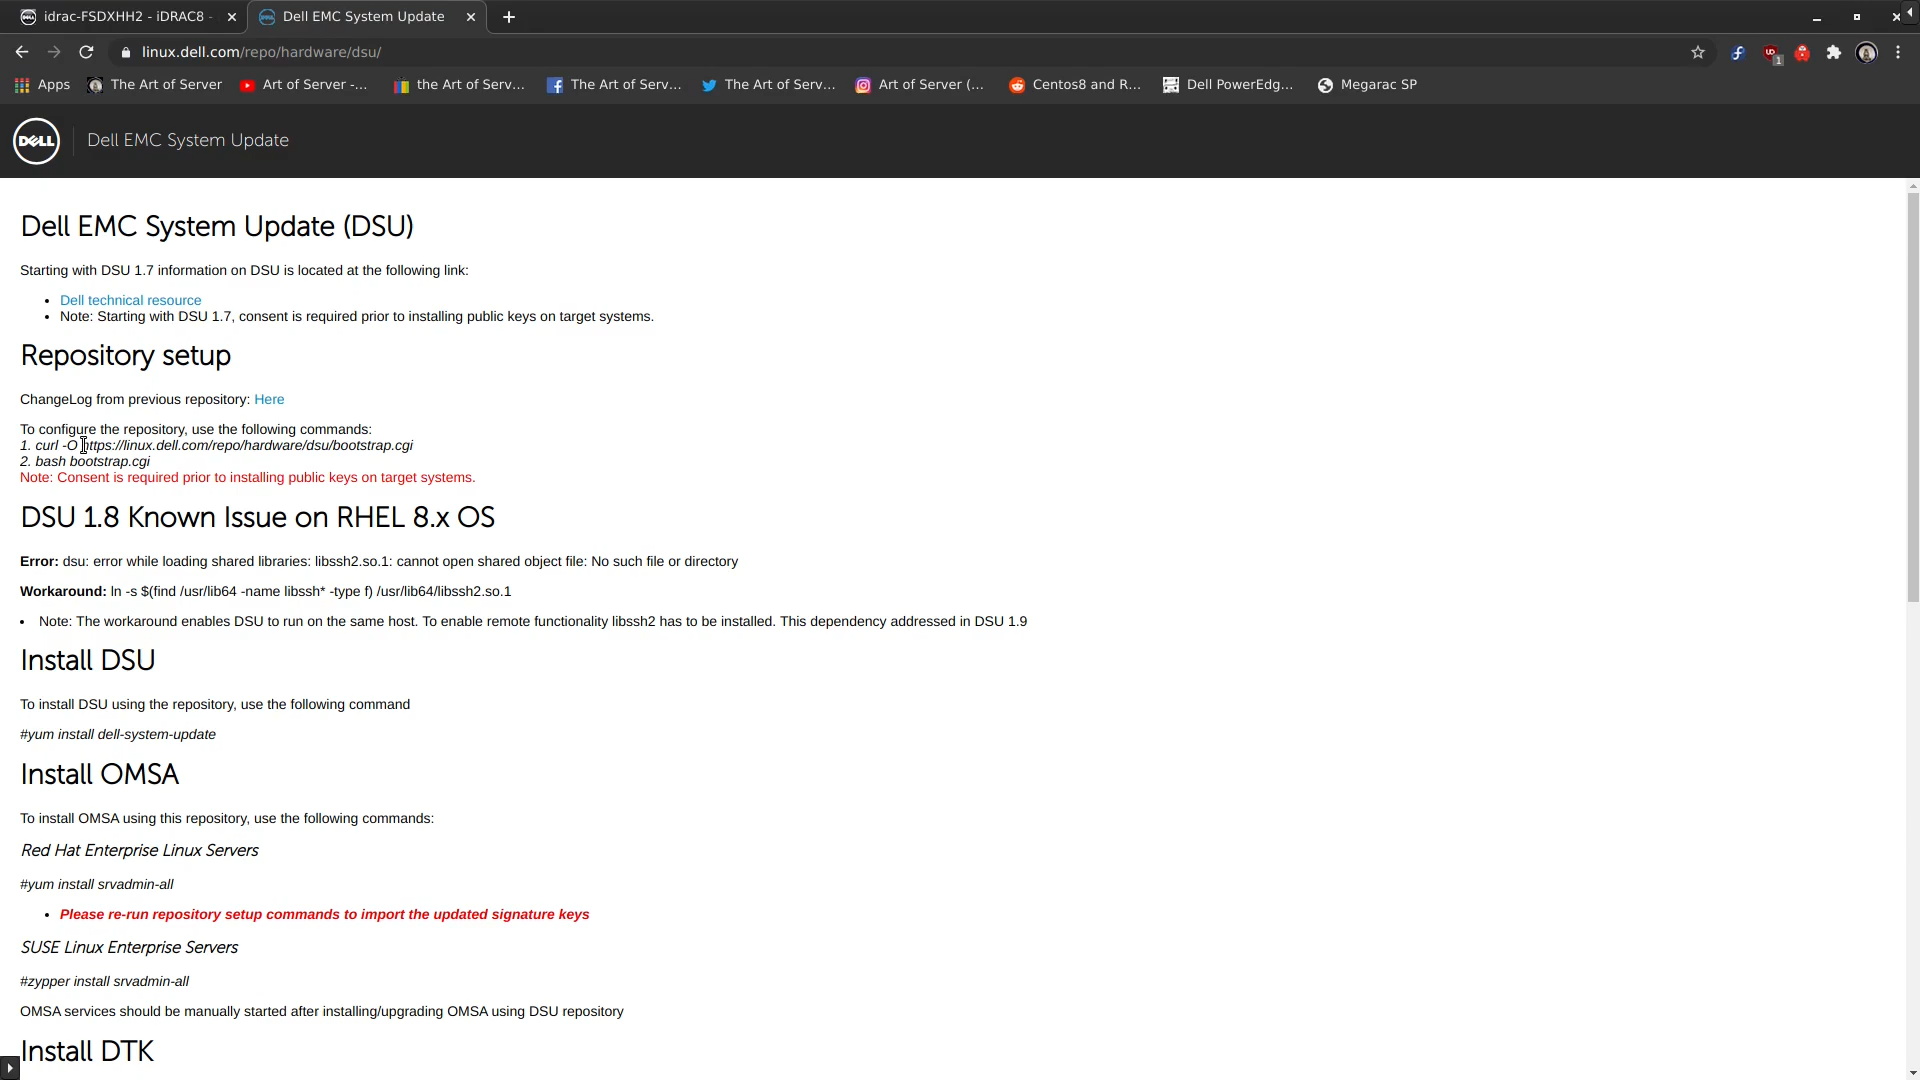 idrac-FSDXHH2 - iDRAC8 -
Dell EMC System Update
linux.dell.com/repo/hardware/dsu/
1
Apps
The Art of Server
Art of Server -...
the Art of Serv...
The Art of Serv...
The Art of Serv...
Art of Server (...
Centos8 and R...
Dell PowerEdg...
Megarac SP
DELL
Dell EMC System Update
Dell EMC System Update (DSU)
Starting with DSU 1.7 information on DSU is located at the following link:
• Dell technical resource
• Note: Starting with DSU 1.7, consent is required prior to installing public keys on target systems.
Repository setup
ChangeLog from previous repository: Here
To configure the repository, use the following commands:
1. curl -O https://linux.dell.com/repo/hardware/dsu/bootstrap.cgi
2. bash bootstrap.cgi
Note: Consent is required prior to installing public keys on target systems.
DSU 1.8 Known Issue on RHEL 8.x OS
Error: dsu: error while loading shared libraries: libssh2.so.1: cannot open shared object file: No such file or directory
Workaround: ln -s $(find /usr/lib64 -name libssh* -type f) /usr/lib64/libssh2.so.1
• Note: The workaround enables DSU to run on the same host. To enable remote functionality libssh2 has to be installed. This dependency addressed in DSU 1.9
Install DSU
To install DSU using the repository, use the following command
#yum install dell-system-update
Install OMSA
To install OMSA using this repository, use the following commands:
Red Hat Enterprise Linux Servers
#yum install srvadmin-all
• Please re-run repository setup commands to import the updated signature keys
SUSE Linux Enterprise Servers
#zypper install srvadmin-all
OMSA services should be manually started after installing/upgrading OMSA using DSU repository
Install DTK